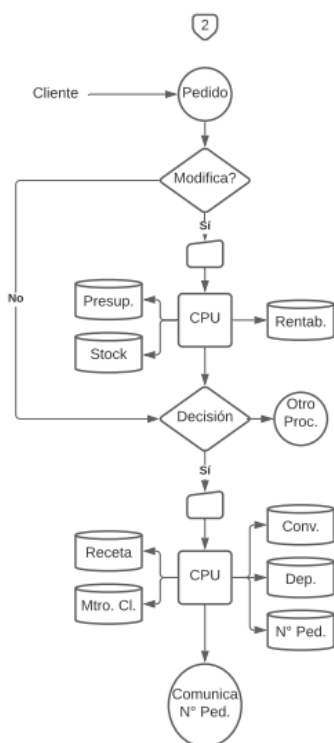 2
Cliente
Pedido
Modifica?
Sí
No
Presup.
CPU
Rentab.
Stock
Decisión
Otro
Proc.
Sí
Conv.
Receta
CPU
Dep.
Mtro. Cl.
N° Ped.
Comunica
N° Ped.